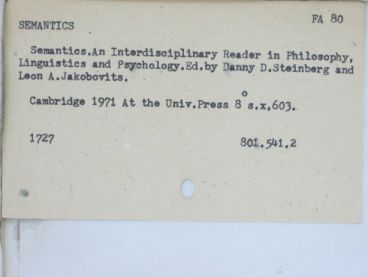 FA 80
SEMANTICS
Semantics.An Interdisciplinary Reader in Philosophy,
Linguistics and Psychology.Ed.by Danny D.Steinberg and
Leon A.Jakobovits.
Cambridge 1971 At the Univ.Press 8° s.x,603.
1727 801.541.2